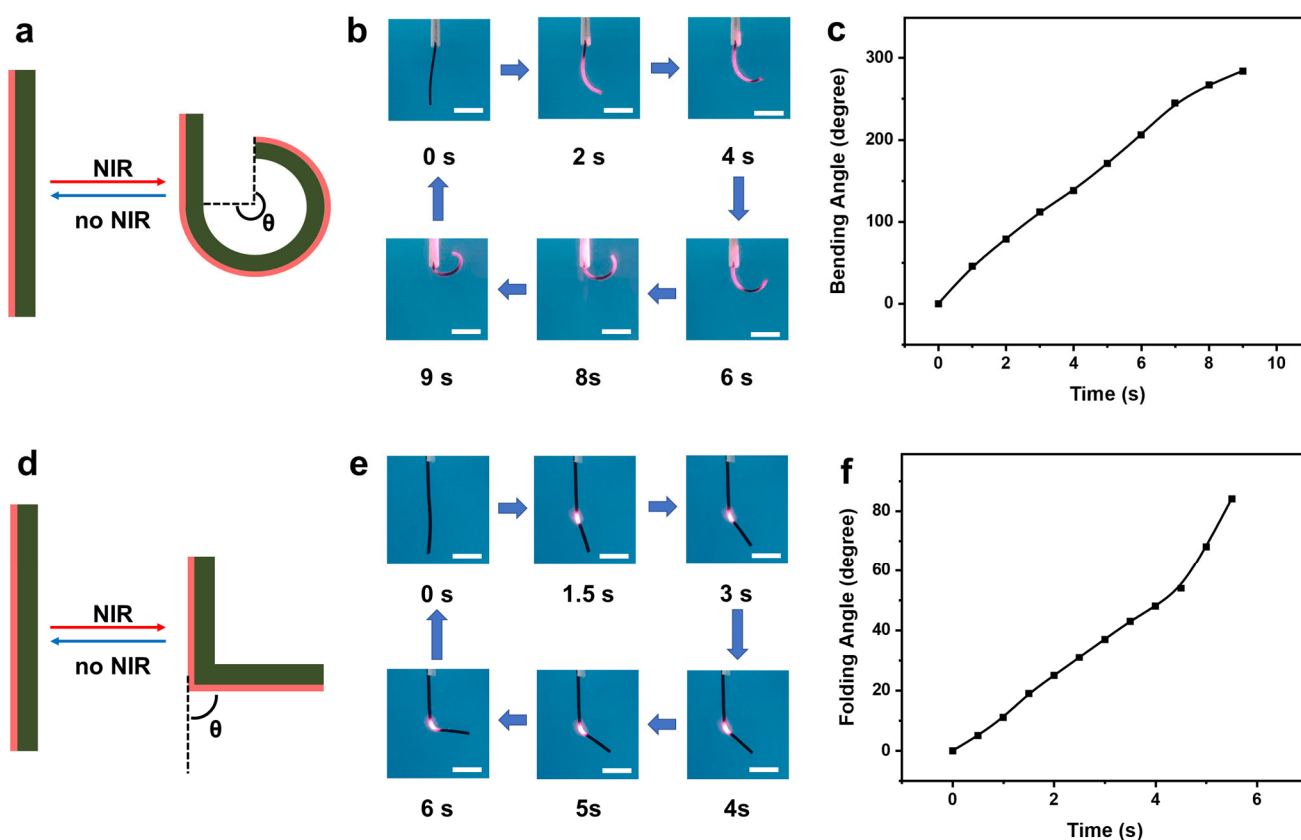 a
NIR
no NIR
θ
b
0 s
2 s
4 s
9 s
8s
6 s
c
Bending Angle (degree)
300
200
100
0
0 2 4 6 8 10
Time (s)
d
NIR
no NIR
θ
e
0 s
1.5 s
3 s
6 s
5s
4s
f
Folding Angle (degree)
80
60
40
20
0
0 2 4 6
Time (s)